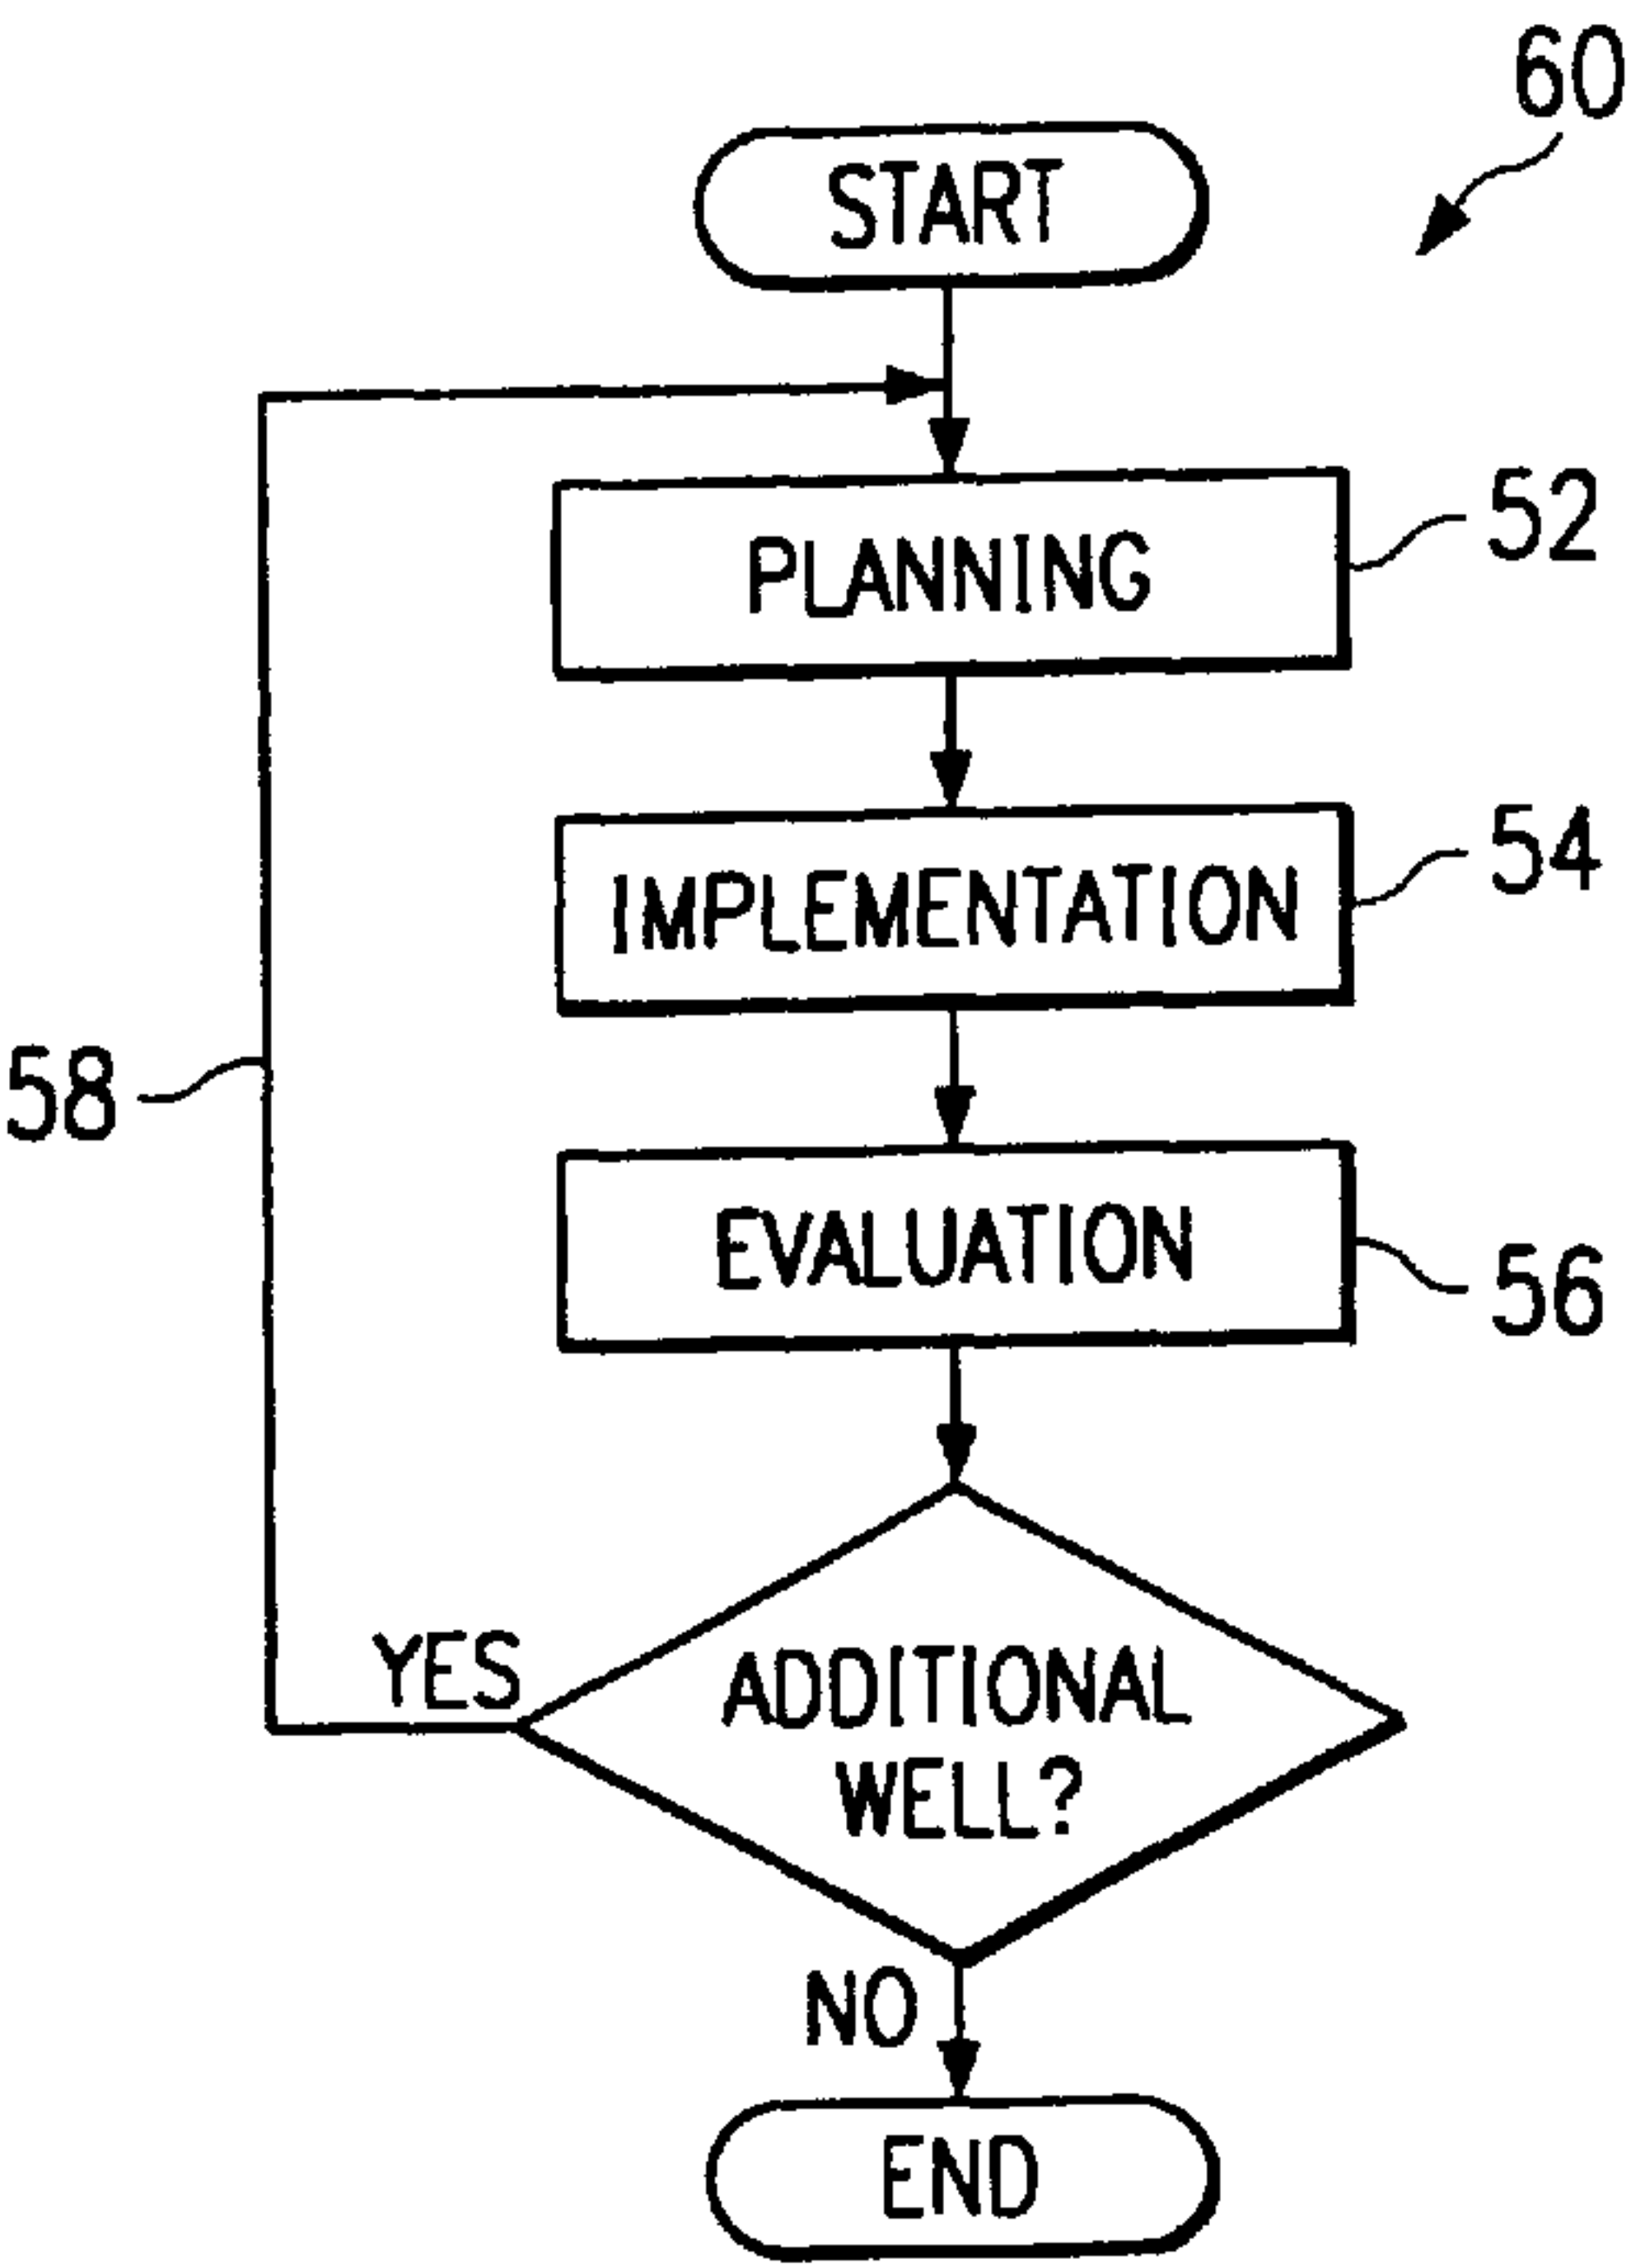 60
START
PLANNING
52
IMPLEMENTATION
54
58
EVALUATION
56
YES
ADDITIONAL
WELL?
NO
END